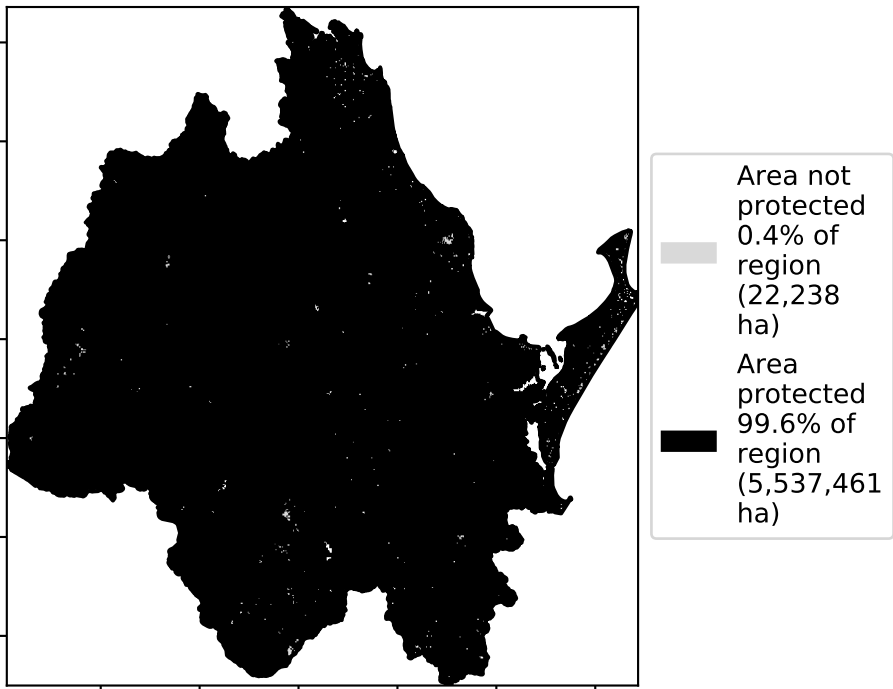 Area not
protected
0.4% of
region
(22,238
ha)
Area
protected
99.6% of
region
(5,537,461
ha)